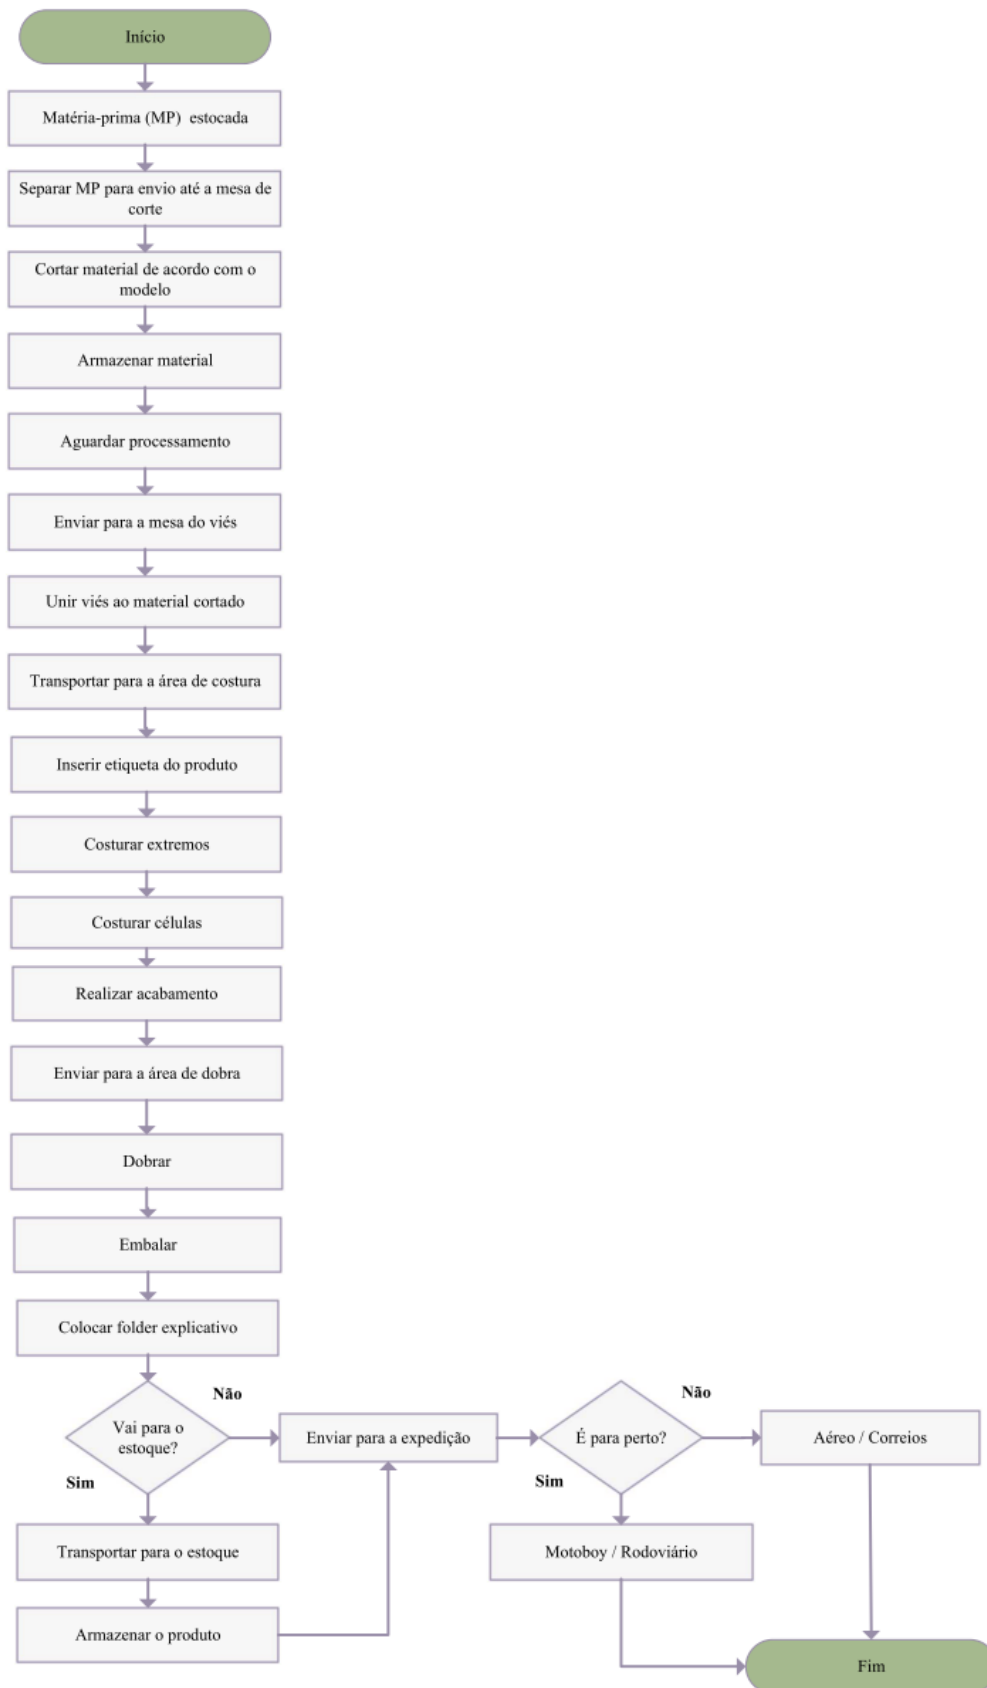 Início
Matéria-prima (MP) estocada
Separar MP para envio até a mesa de
corte
Cortar material de acordo com o
modelo
Armazenar material
Aguardar processamento
Enviar para a mesa do viés
Unir viés ao material cortado
Transportar para a área de costura
Inserir etiqueta do produto
Costurar extremos
Costurar células
Realizar acabamento
Enviar para a área de dobra
Dobrar
Embalar
Colocar folder explicativo
Vai para o
estoque?
Não
Sim
Enviar para a expedição
É para perto?
Não
Sim
Aéreo / Correios
Transportar para o estoque
Motoboy / Rodoviário
Armazenar o produto
Fim